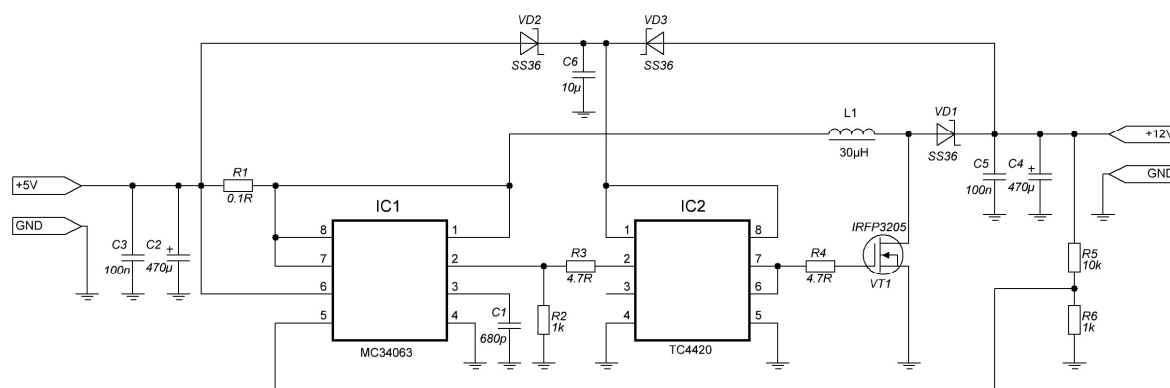 VD2
VD3
SS36
SS36
C6
10µ
L1
30µH
VD1
SS36
+12V
GND
C5
100n
C4
470µ
+
+5V
GND
R1
0.1R
C3
100n
C2
470µ
+
IC1
8
7
6
5
1
2
3
4
MC34063
C1
680p
R2
1k
R3
4.7R
IC2
1
2
3
4
8
7
6
5
TC4420
R4
4.7R
IRFP3205
VT1
R5
10k
R6
1k